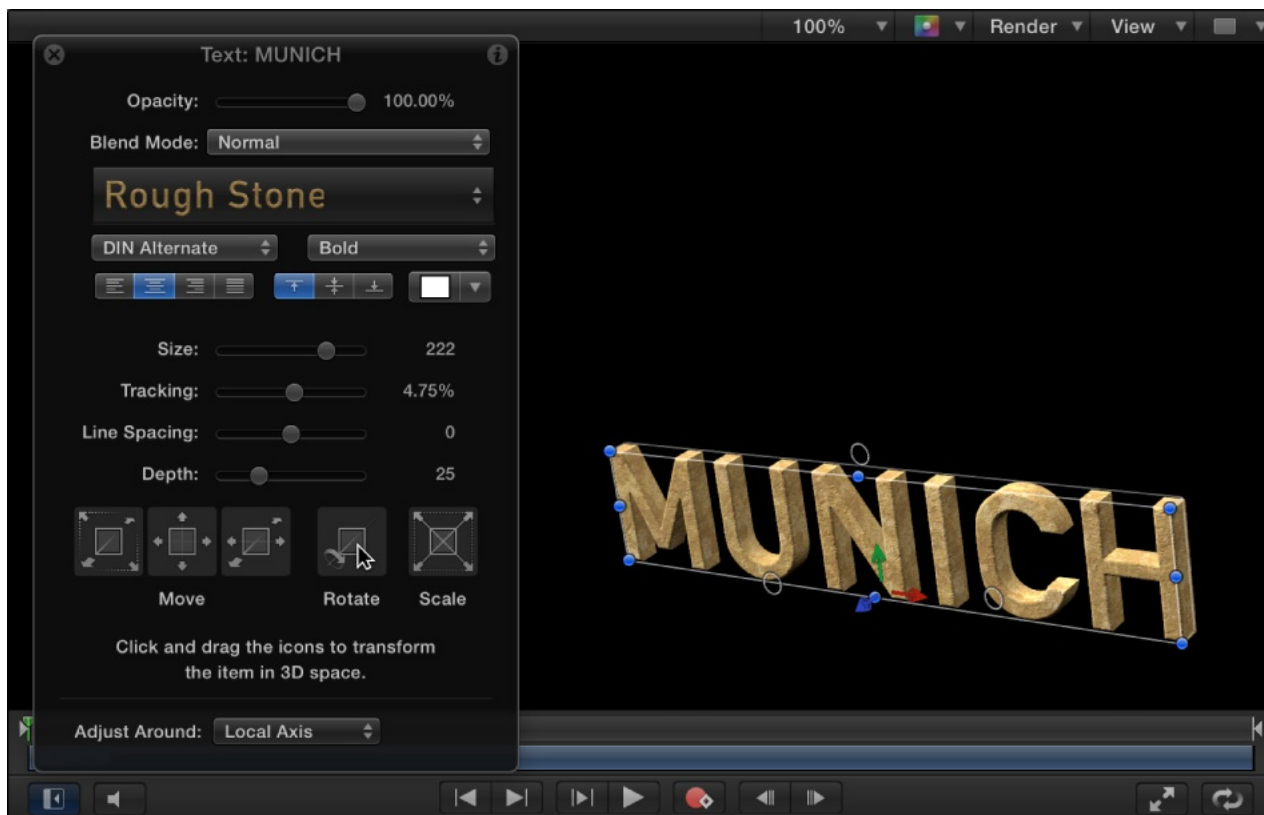 100% Render View
Text: MUNICH
Opacity: 100.00%
Blend Mode: Normal
Rough Stone
DIN Alternate Bold
Size: 222
Tracking: 4.75%
Line Spacing: 0
Depth: 25
MUNICH
Move Rotate Scale
Click and drag the icons to transform
the item in 3D space.
Adjust Around: Local Axis